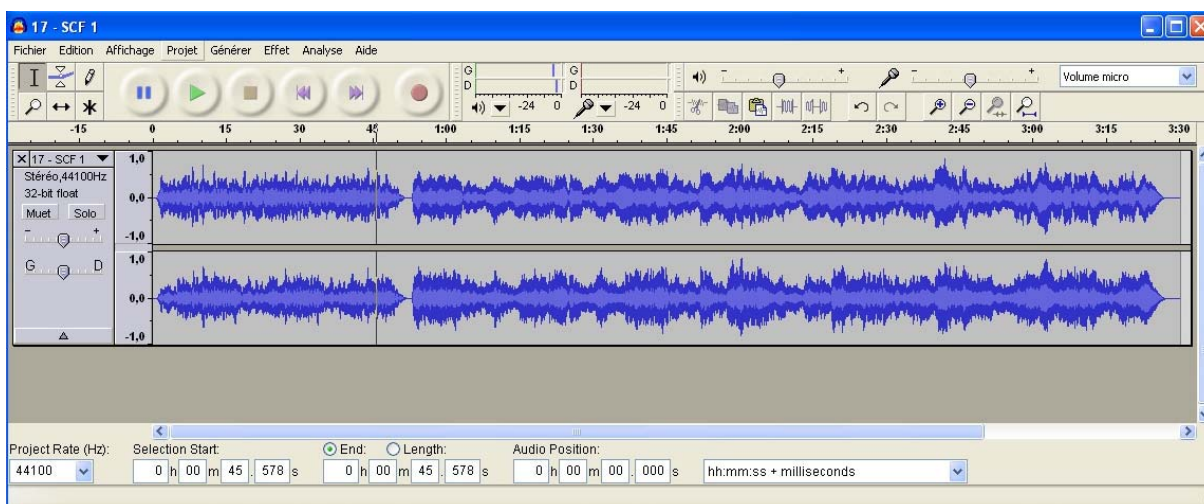 17 - SCF 1
Fichier Edition Affichage Projet Générer Effet Analyse Aide
G G
D D
-24 0 -24 0
- + - + Volume micro
-15 0 15 30 45 1:00 1:15 1:30 1:45 2:00 2:15 2:30 2:45 3:00 3:15 3:30
17 - SCF 1
Stéréo,44100Hz
32-bit float
Muet Solo
- +
G D
1,0
0,0
-1,0
1,0
0,0
-1,0
Project Rate (Hz): Selection Start: End: Length: Audio Position:
44100 0 h 00 m 45 . 578 s 0 h 00 m 45 . 578 s 0 h 00 m 00 . 000 s hh:mm:ss + milliseconds